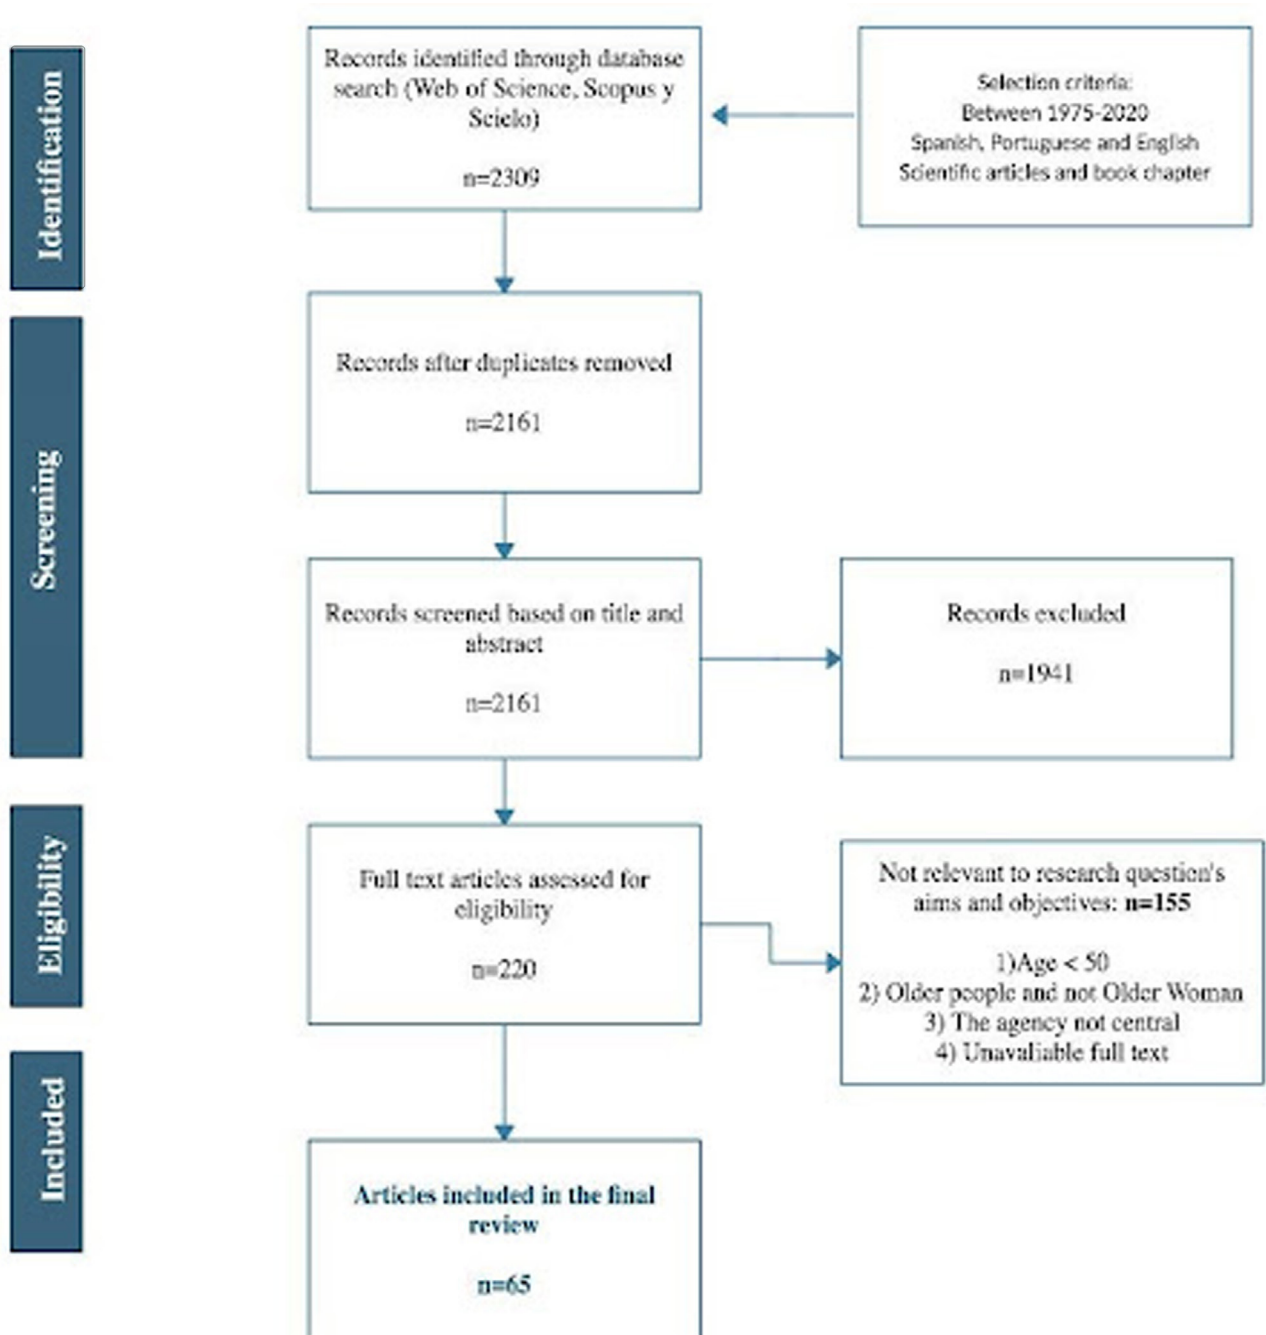 Identification
Records identified through database
search (Web of Science, Scopus y
Scielo)
n=2309
Selection criteria:
Between 1975-2020
Spanish, Portuguese and English
Scientific articles and book chapter
Screening
Records after duplicates removed
n=2161
Records screened based on title and
abstract
n=2161
Records excluded
n=1941
Eligibility
Full text articles assessed for
eligibility
n=220
Not relevant to research question's
aims and objectives: n=155
1)Age < 50
2) Older people and not Older Woman
3) The agency not central
4) Unavaliable full text
Included
Articles included in the final
review
n=65